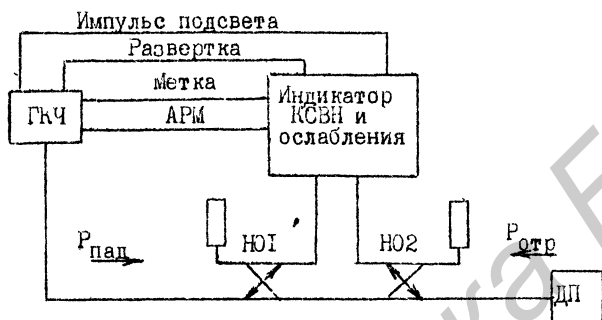 Импульс подсвета
Развертка
Метка
ГКЧ
АРМ
Индикатор
КСВН и
ослабления
Pпад
НО1
НО2
Pотр
ДП